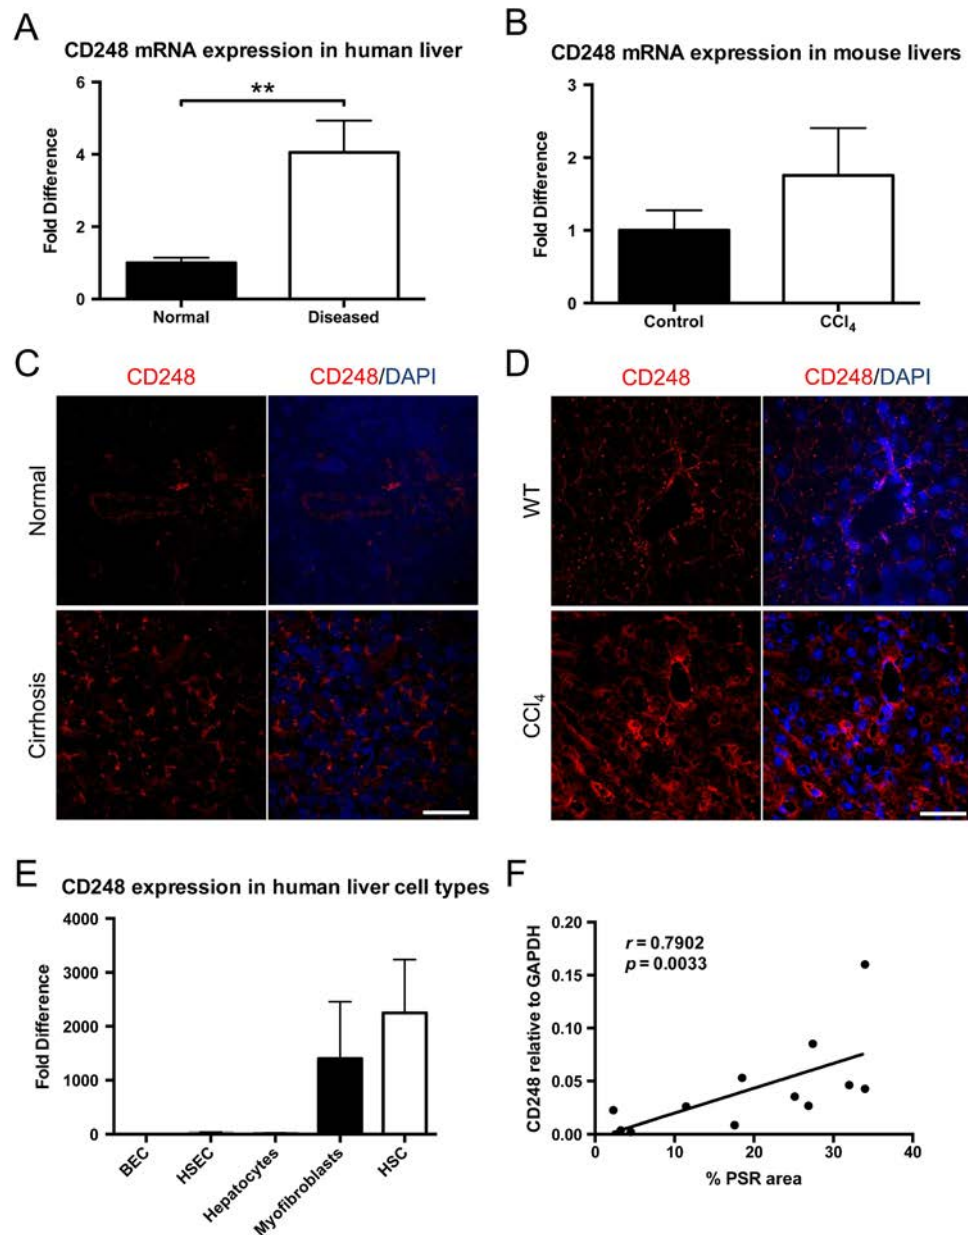 A
CD248 mRNA expression in human liver
6
4
2
0
Fold Difference
**
Normal
Diseased
B
CD248 mRNA expression in mouse livers
3
2
1
0
Fold Difference
Control
CCl₄
C
CD248
CD248/DAPI
Normal
Cirrhosis
D
CD248
CD248/DAPI
WT
CCl₄
E
CD248 expression in human liver cell types
4000
3000
2000
1000
0
Fold Difference
BEC
HSEC
Hepatocytes
Myofibroblasts
HSC
F
0.20
0.15
0.10
0.05
0.00
CD248 relative to GAPDH
r = 0.7902
p = 0.0033
0
10
20
30
40
% PSR area